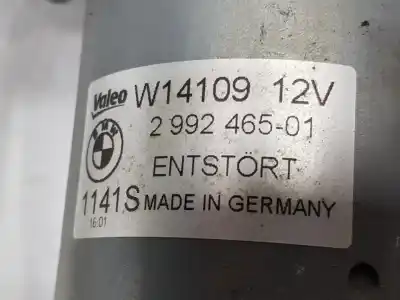 Valeo W14109 12V
2 992 465-01
BMW
ENTSTÖRT
1141S MADE IN GERMANY
16:01